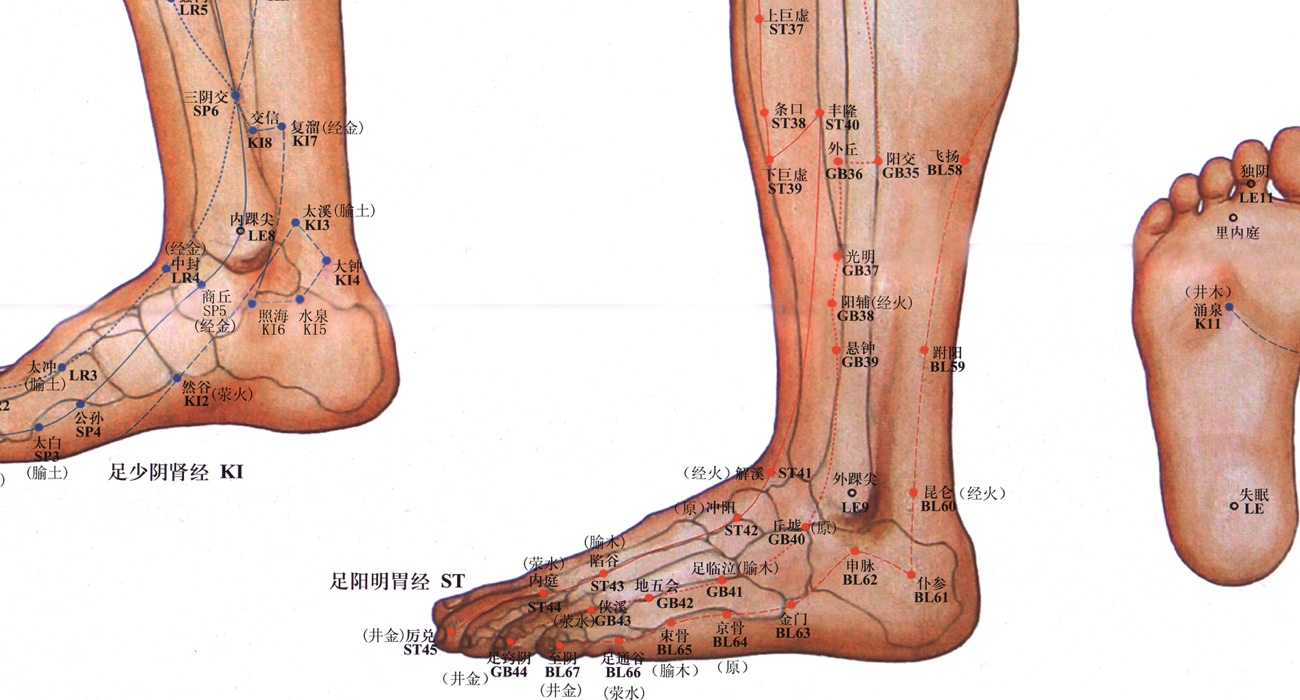 LR5
三阴交
SP6
交信
KI8
复溜(经金)
KI7
太溪(腧土)
KI3
内踝尖
LE8
(经金)
中封
LR4
大钟
KI4
商丘
SP5
(经金)
照海
KI6
水泉
KI5
太冲
(腧土)
LR3
然谷(荥火)
KI2
公孙
SP4
太白
SP3
(腧土)
足少阴肾经 KI
上巨虚
ST37
条口
ST38
丰隆
ST40
下巨虚
ST39
外丘
GB36
阳交
GB35
飞扬
BL58
光明
GB37
阳辅(经火)
GB38
悬钟
GB39
跗阳
BL59
(经火)解溪 ST41
外踝尖
LE9
昆仑(经火)
BL60
(原)冲阳
ST42
丘墟(原)
GB40
(腧木)
陷谷
ST43
申脉
BL62
仆参
BL61
足阳明胃经 ST
(荥水)
内庭
ST44
足临泣(腧木)
GB41
地五会
GB42
侠溪
(荥水)GB43
金门
BL63
京骨
BL64
(原)
束骨
BL65
(腧木)
(井金)厉兑
ST45
足窍阴
GB44
(井金)
至阴
BL67
(井金)
足通谷
BL66
(荥水)
独阴
LE11
里内庭
(井木)
涌泉
K11
失眠
LE